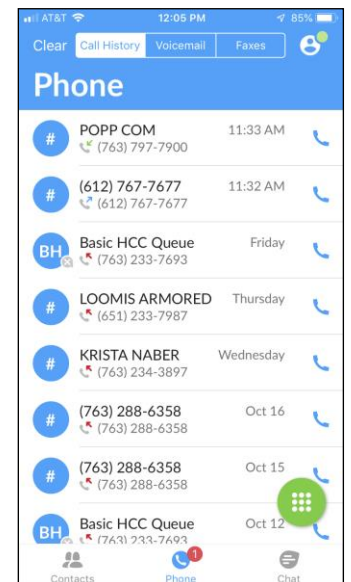 AT&T 12:05 PM 85%
Clear Call History Voicemail Faxes
Phone
# POPP COM 11:33 AM
(763) 797-7900
# (612) 767-7677 11:32 AM
(612) 767-7677
BH Basic HCC Queue Friday
(763) 233-7693
# LOOMIS ARMORED Thursday
(651) 233-7987
# KRISTA NABER Wednesday
(763) 234-3897
# (763) 288-6358 Oct 16
(763) 288-6358
# (763) 288-6358 Oct 15
(763) 288-6358
BH Basic HCC Queue Oct 12
(763) 233-7693
1
Contacts Phone Chat